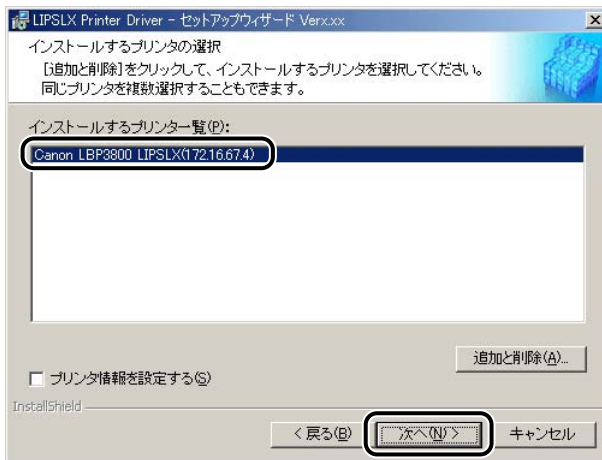 LIPSLX Printer Driver - セットアップウィザード Verx.xx
インストールするプリンタの選択
[追加と削除]をクリックして、インストールするプリンタを選択してください。
同じプリンタを複数選択することもできます。
インストールするプリンター覧(P):
Canon LBP3800 LIPSLX(172.16.67.4)
追加と削除(A)...
プリンタ情報を設定する(S)
InstallShield
< 戻る(B)
次へ(N) >
キャンセル